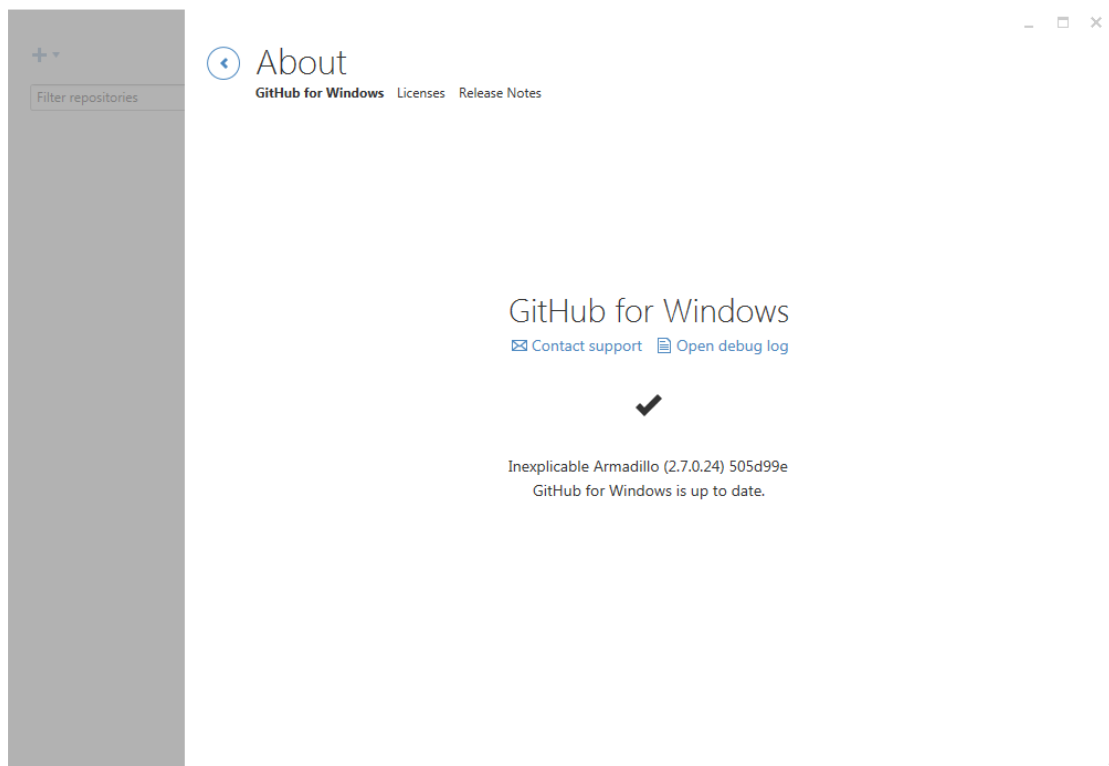 About
GitHub for Windows Licenses Release Notes
Filter repositories
GitHub for Windows
Contact support Open debug log
Inexplicable Armadillo (2.7.0.24) 505d99e
GitHub for Windows is up to date.